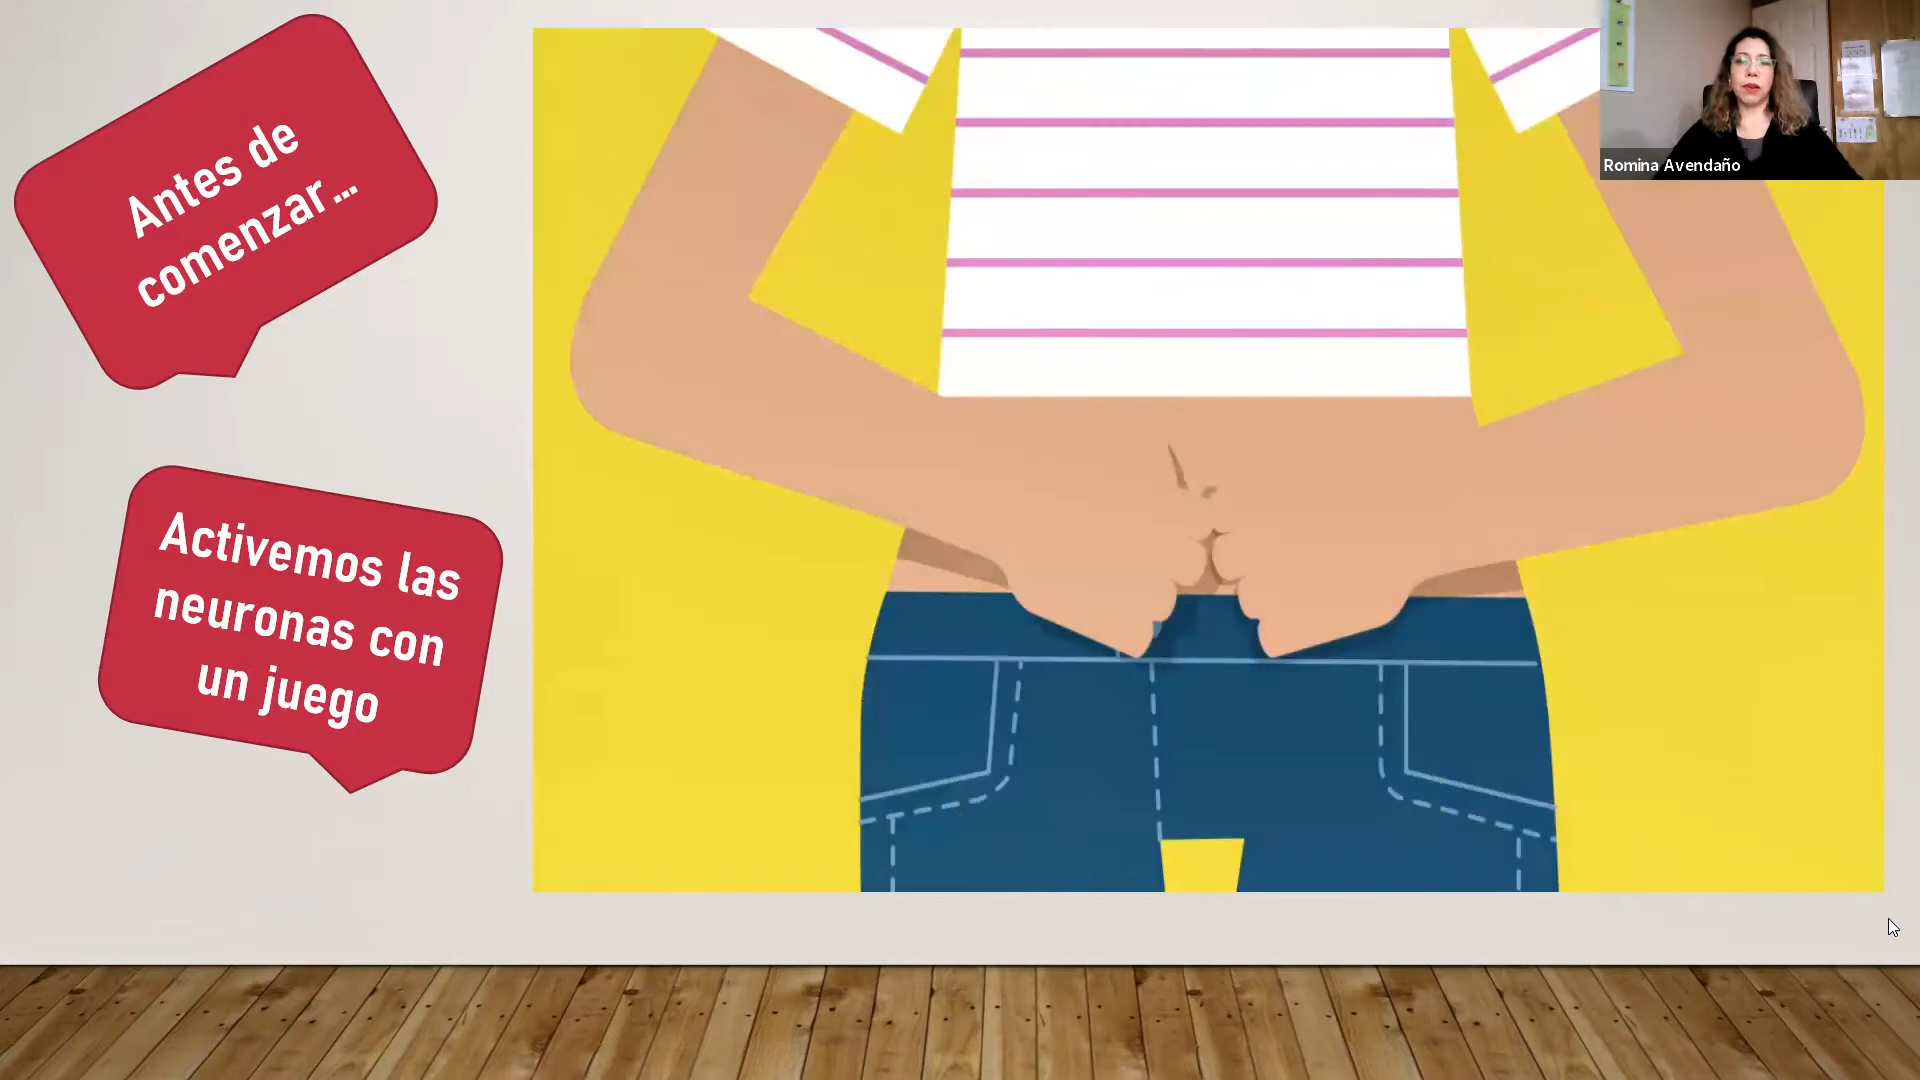 Antes de
comenzar...
Activemos las
neuronas con
un juego
Romina Avendaño